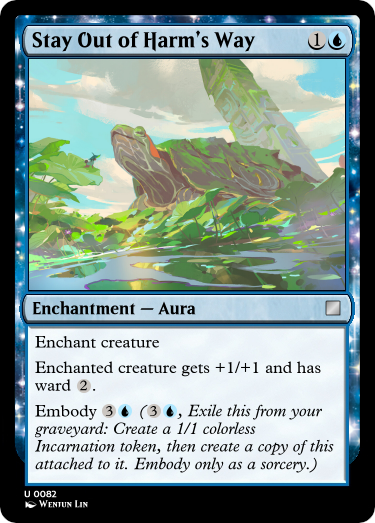 Stay Out of Harm's Way 1
Enchantment — Aura
Enchant creature
Enchanted creature gets +1/+1 and has
ward 2.
Embody 3 (3, Exile this from your
graveyard: Create a 1/1 colorless
Incarnation token, then create a copy of this
attached to it. Embody only as a sorcery.)
U 0082
Wenjun Lin